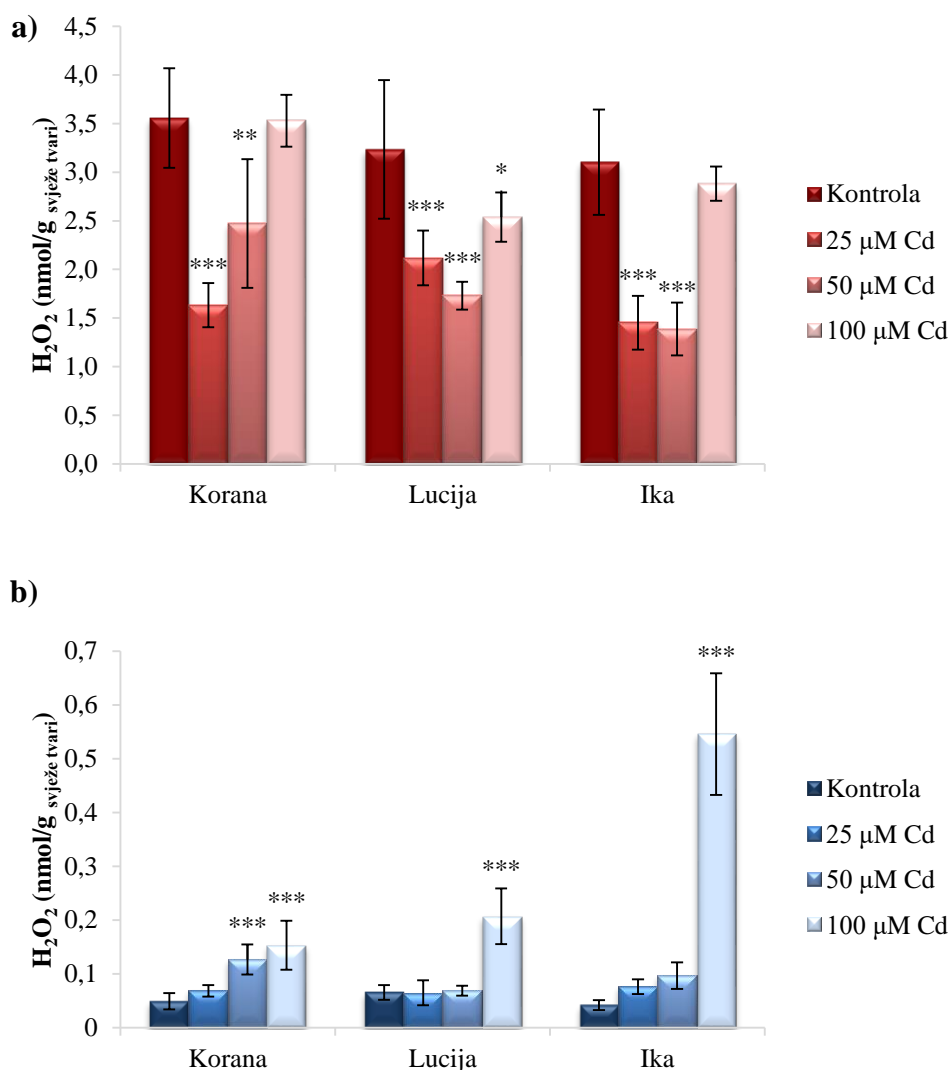 a)
H₂O₂ (nmol/g svježe tvari)
4,5
4,0
3,5
3,0
2,5
2,0
1,5
1,0
0,5
0,0
***
**
***
***
*
***
***
Korana
Lucija
Ika
Kontrola
25 µM Cd
50 µM Cd
100 µM Cd
b)
H₂O₂ (nmol/g svježe tvari)
0,7
0,6
0,5
0,4
0,3
0,2
0,1
0
***
***
***
***
Korana
Lucija
Ika
Kontrola
25 µM Cd
50 µM Cd
100 µM Cd